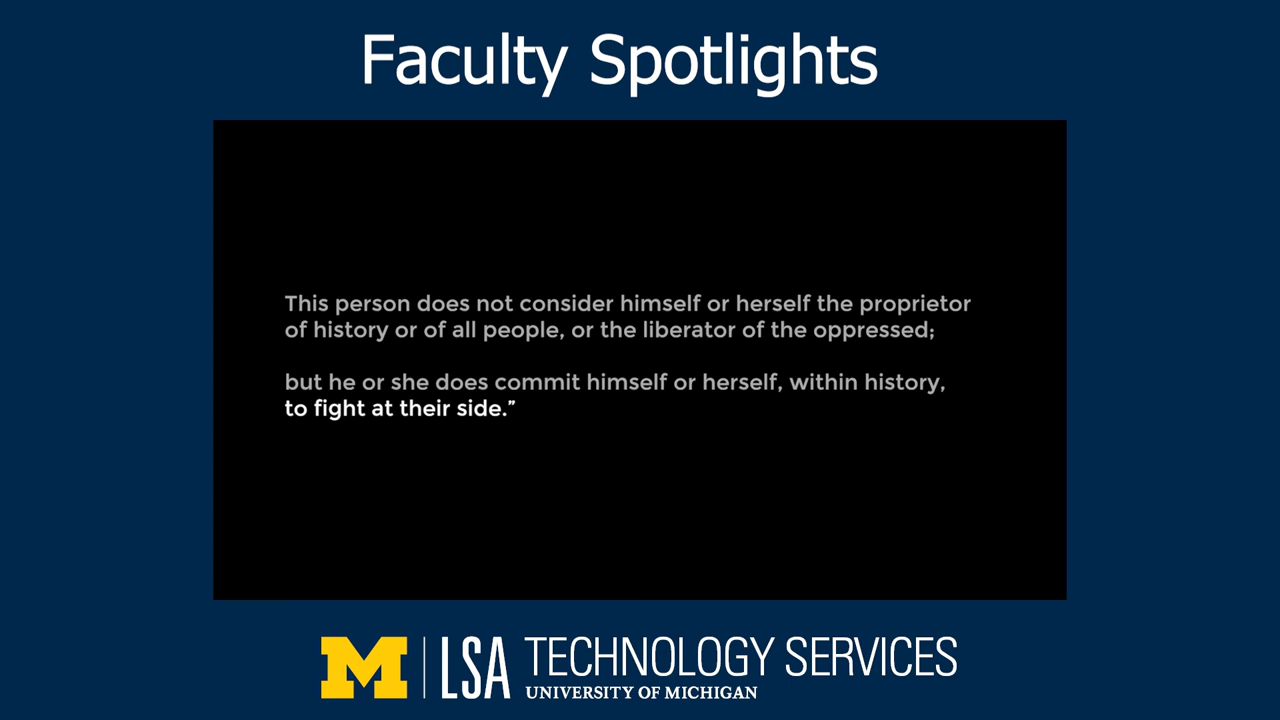 Faculty Spotlights
This person does not consider himself or herself the proprietor
of history or of all people, or the liberator of the oppressed;
but he or she does commit himself or herself, within history,
to fight at their side.”
M LSA TECHNOLOGY SERVICES
UNIVERSITY OF MICHIGAN